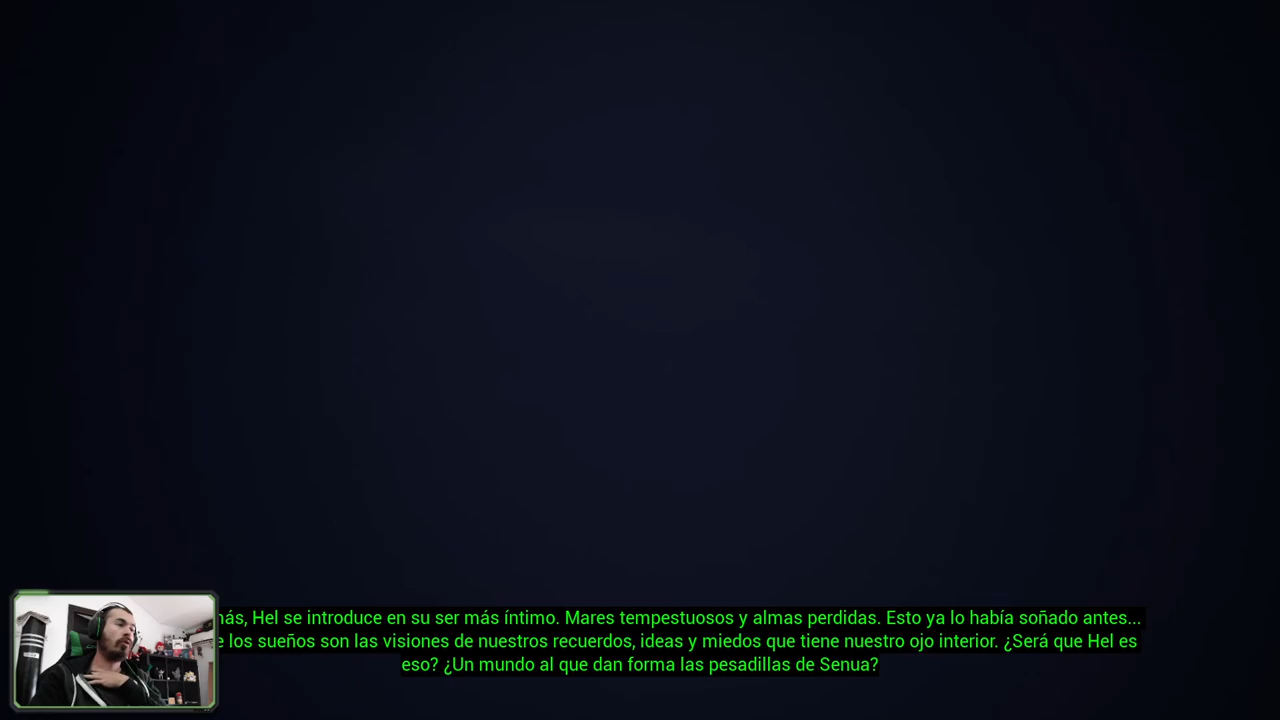 más, Hel se introduce en su ser más íntimo. Mares tempestuosos y almas perdidas. Esto ya lo había soñado antes...
los sueños son las visiones de nuestros recuerdos, ideas y miedos que tiene nuestro ojo interior. ¿Será que Hel es
eso? ¿Un mundo al que dan forma las pesadillas de Senua?